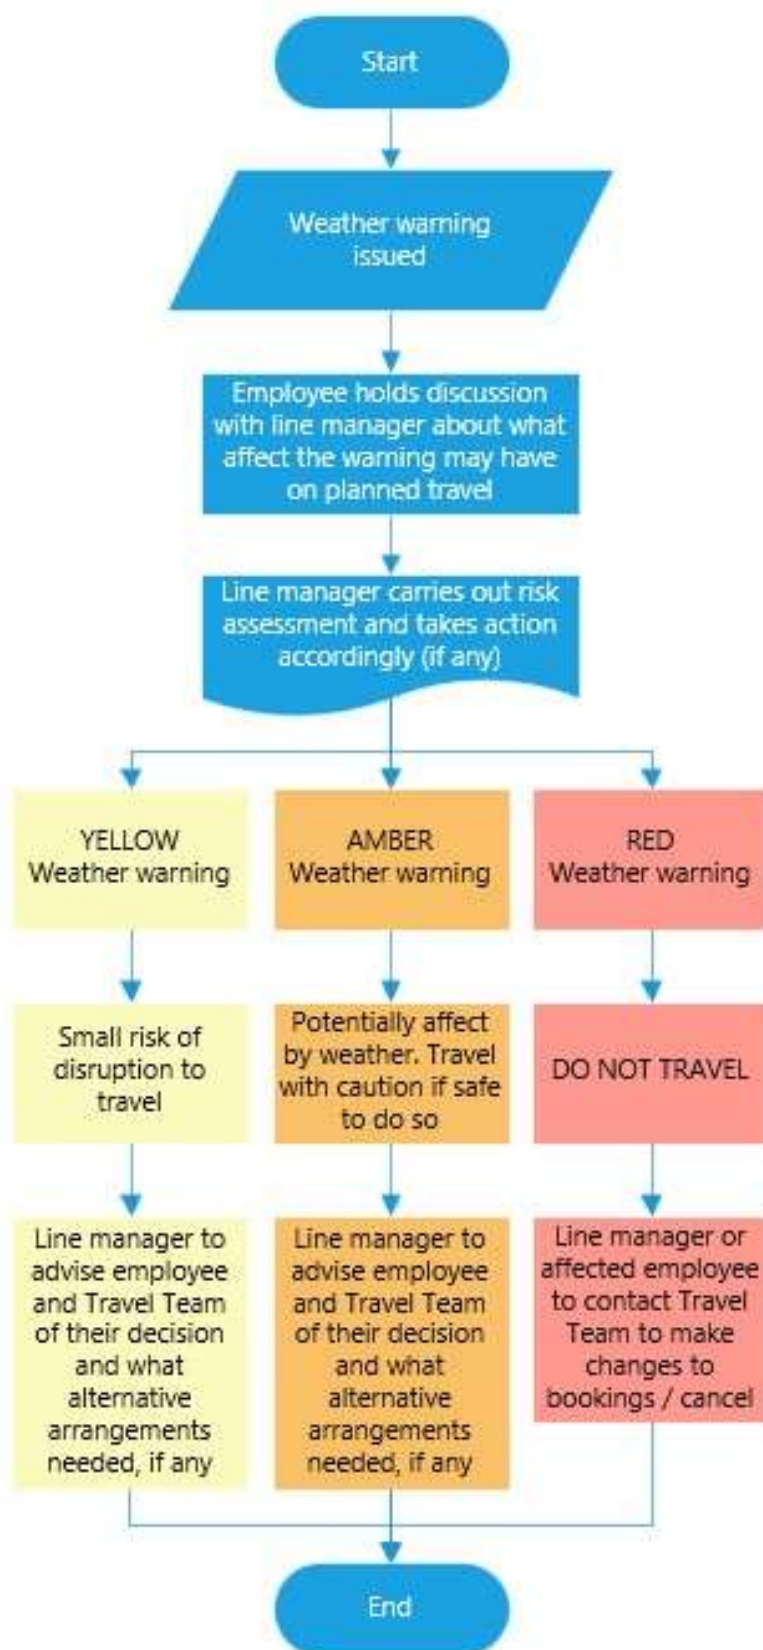 Start
Weather warning
issued
Employee holds discussion
with line manager about what
affect the warning may have
on planned travel
Line manager carries out risk
assessment and takes action
accordingly (if any)
YELLOW
Weather warning
AMBER
Weather warning
RED
Weather warning
Small risk of
disruption to
travel
Potentially affect
by weather. Travel
with caution if safe
to do so
DO NOT TRAVEL
Line manager to
advise employee
and Travel Team
of their decision
and what
alternative
arrangements
needed, if any
Line manager to
advise employee
and Travel Team
of their decision
and what
alternative
arrangements
needed, if any
Line manager or
affected employee
to contact Travel
Team to make
changes to
bookings / cancel
End